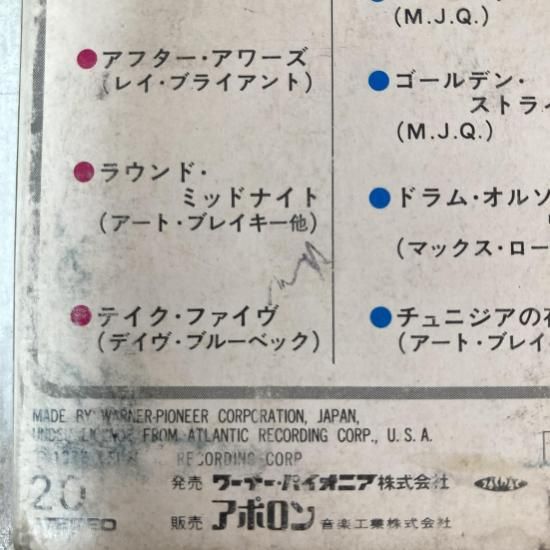 ●アフター・アワーズ
(レイ・ブライアント)
●ラウンド・
ミッドナイト
(アート・ブレイキー他)
●テイク・ファイヴ
(デイヴ・ブルーベック)
(M.J.Q.)
●ゴールデン・
ストライ
(M.J.Q.)
●ドラム・オルソ
(マックス・ロー
●チュニジアの
(アート・ブレイ
MADE BY WARNER-PIONEER CORPORATION, JAPAN,
UNDER LICENCE FROM ATLANTIC RECORDING CORP., U.S.A.
RECORDING CORP
20
STEREO
発売 ワーナー・パイオニア株式会社
販売 アポロン 音楽工業株式会社